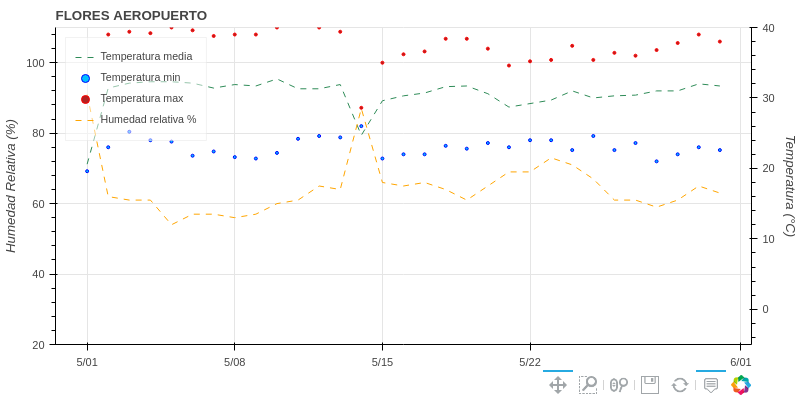 FLORES AEROPUERTO
Temperatura media
Temperatura min
Temperatura max
Humedad relativa %
Humedad Relativa (%)
100
80
60
40
20
Temperatura (°C)
40
30
20
10
0
5/01
5/08
5/15
5/22
6/01